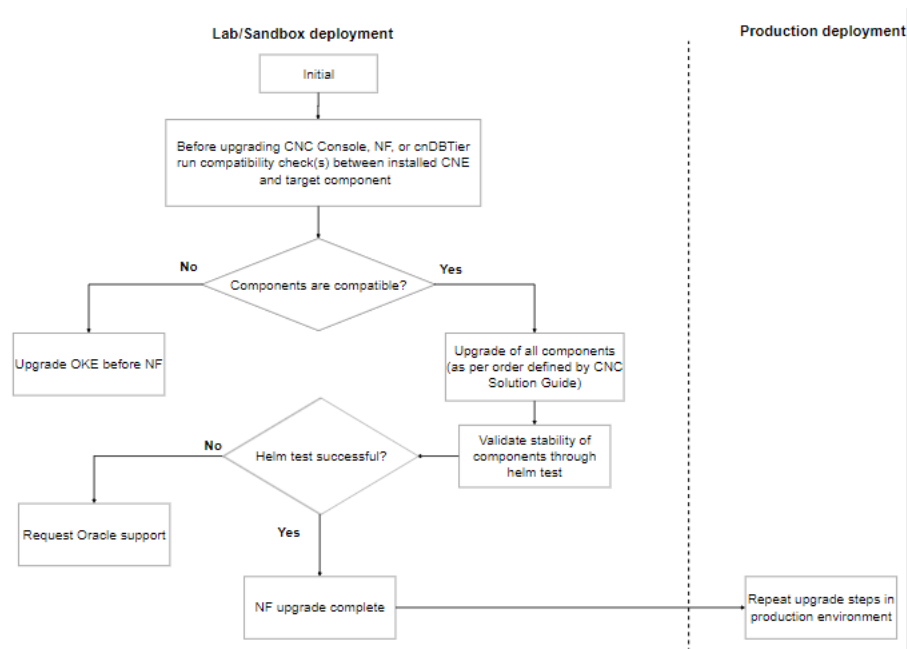 Lab/Sandbox deployment
Production deployment
Initial
Before upgrading CNC Console, NF, or cnDBTier
run compatibility check(s) between installed CNE
and target component
No
Yes
Components are compatible?
Upgrade OKE before NF
Upgrade of all components
(as per order defined by CNC
Solution Guide)
No
Helm test successful?
Validate stability of
components through
helm test
Request Oracle support
Yes
NF upgrade complete
Repeat upgrade steps in
production environment